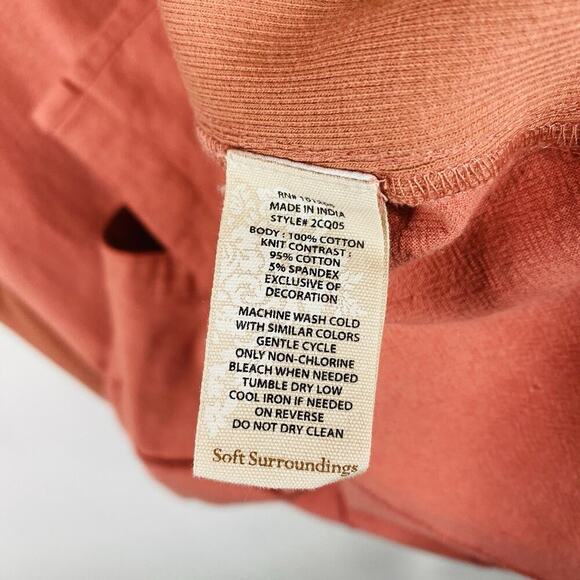 MADE IN INDIA
STYLE# 2CQ05
BODY : 100% COTTON
KNIT CONTRAST :
95% COTTON
5% SPANDEX
EXCLUSIVE OF
DECORATION
MACHINE WASH COLD
WITH SIMILAR COLORS
GENTLE CYCLE
ONLY NON-CHLORINE
BLEACH WHEN NEEDED
TUMBLE DRY LOW
COOL IRON IF NEEDED
ON REVERSE
DO NOT DRY CLEAN
Soft Surroundings